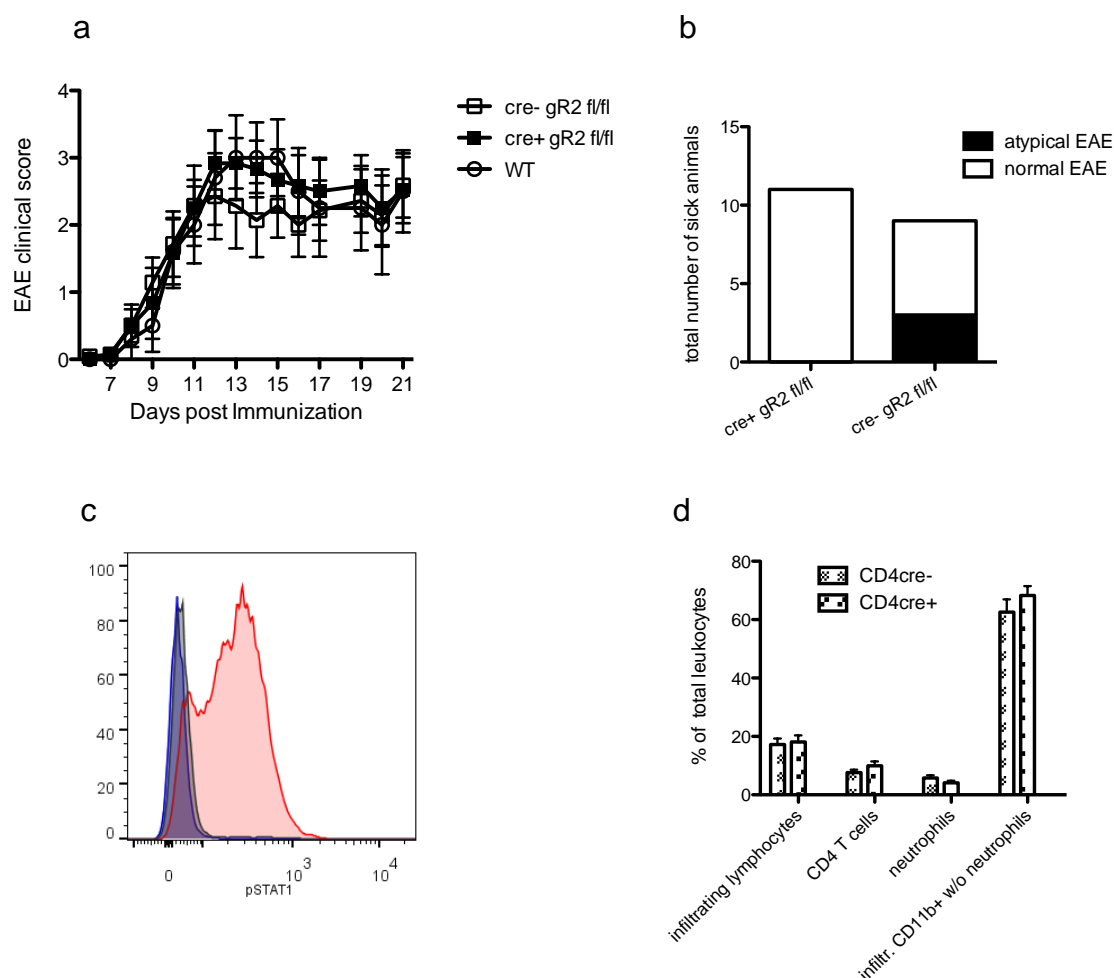 a
4
3
2
1
0
EAE clinical score
7 9 11 13 15 17 19 21
Days post Immunization
cre- gR2 fl/fl
cre+ gR2 fl/fl
WT
b
15
10
5
0
total number of sick animals
cre+ gR2 fl/fl
cre- gR2 fl/fl
atypical EAE
normal EAE
c
100
80
60
40
20
0
0 10^3 10^4
pSTAT1
d
80
60
40
20
0
% of total leukocytes
CD4cre-
CD4cre+
infiltrating lymphocytes
CD4 T cells
neutrophils
infiltr. CD11b+ w/o neutrophils